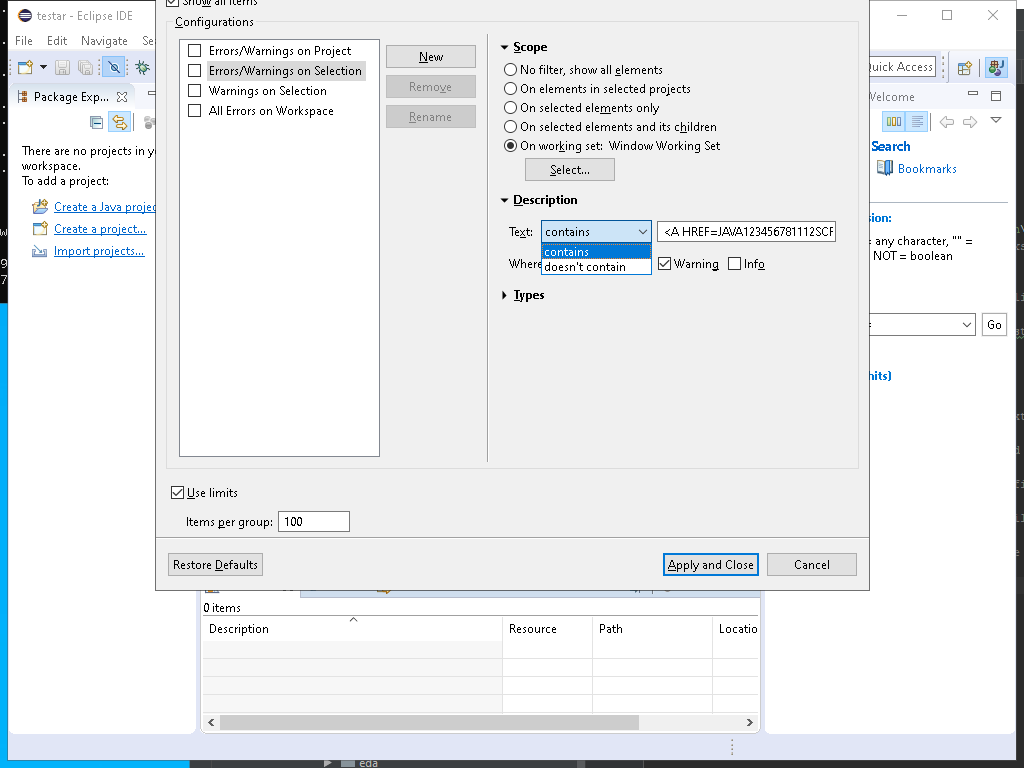 testar - Eclipse IDE
Show all items
File Edit Navigate Se
Configurations
Errors/Warnings on Project
Errors/Warnings on Selection
Warnings on Selection
All Errors on Workspace
New
Remove
Rename
Scope
No filter, show all elements
On elements in selected projects
On selected elements only
On selected elements and its children
On working set: Window Working Set
Select...
Description
Text: contains <A HREF=JAVA123456781112SCF
contains
doesn't contain
Where Warning Info
Types
Use limits
Items per group: 100
Restore Defaults
Apply and Close
Cancel
Package Exp...
There are no projects in y
workspace.
To add a project:
Create a Java projec
Create a project...
Import projects...
Quick Access
Welcome
Search
Bookmarks
sion:
= any character, "" =
NOT = boolean
Go
hits)
0 items
Description Resource Path Locatio
eda